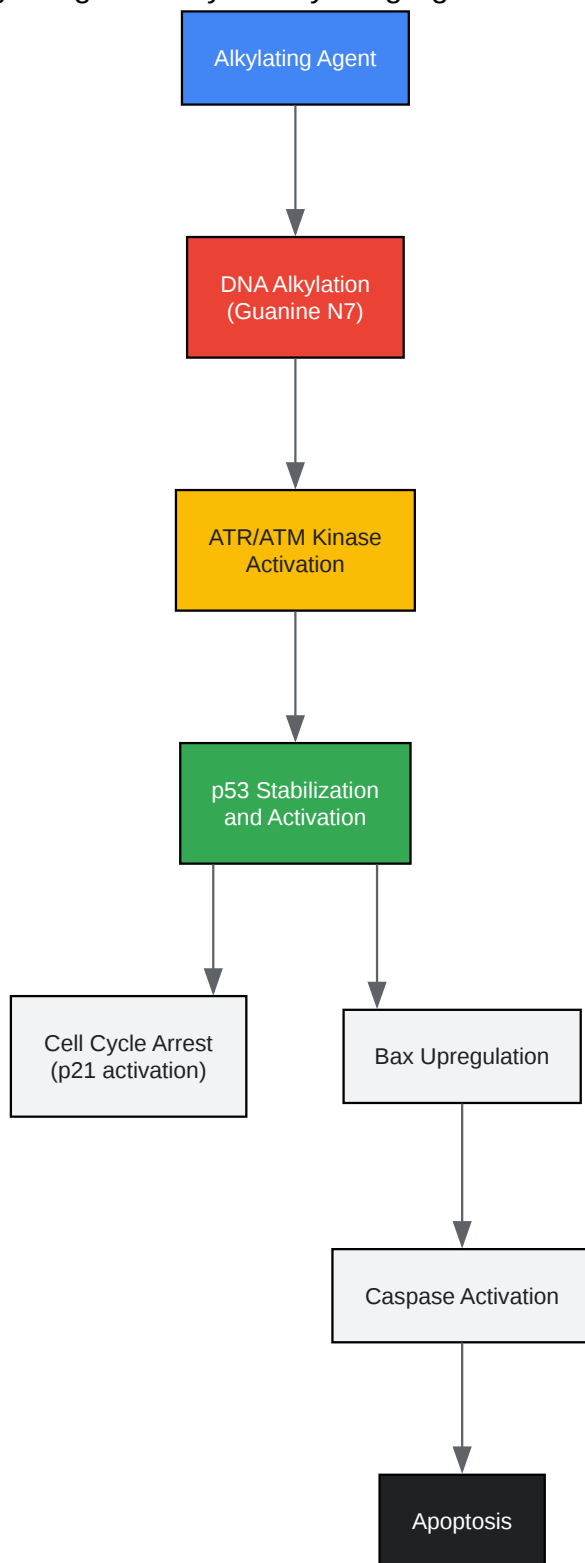 Alkylating Agent
DNA Alkylation
(Guanine N7)
ATR/ATM Kinase
Activation
p53 Stabilization
and Activation
Cell Cycle Arrest
(p21 activation)
Bax Upregulation
Caspase Activation
Apoptosis